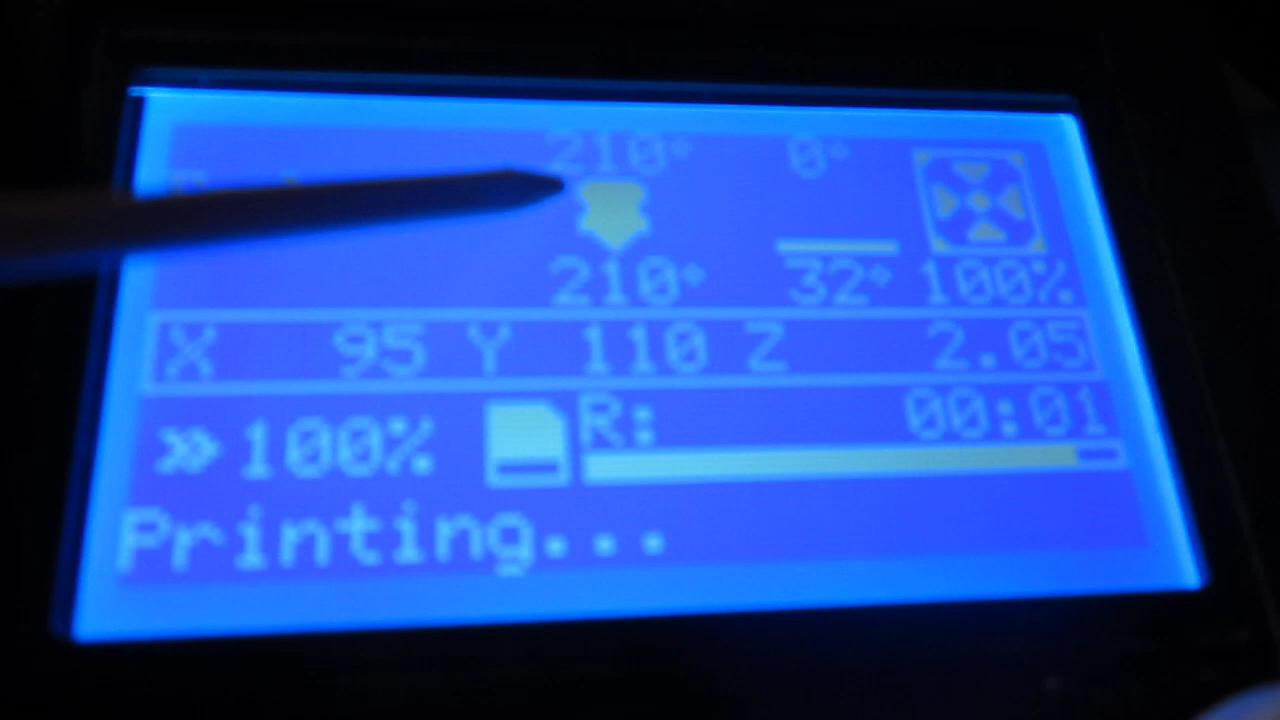 210° 0°
210° 32° 100%
X 95 Y 110 Z 2.05
»100% R: 00:01
Printing...